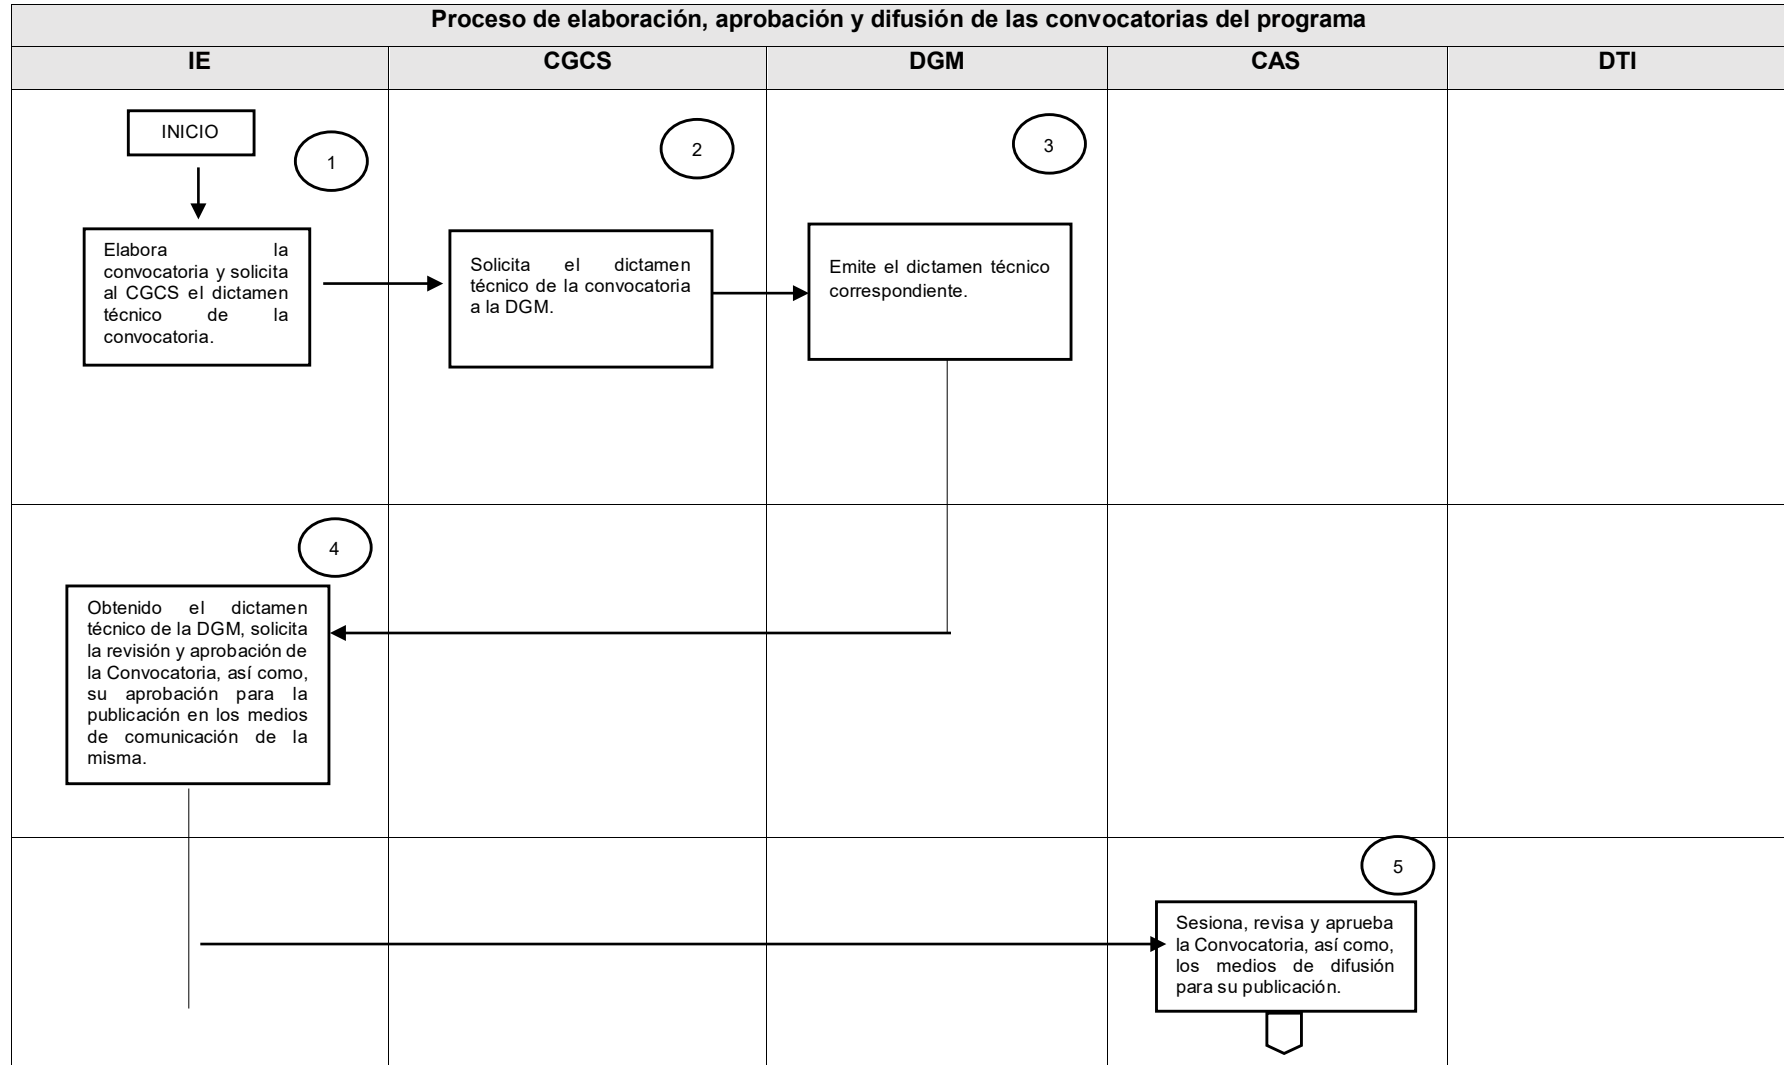 Proceso de elaboración, aprobación y difusión de las convocatorias del programa
IE
CGCS
DGM
CAS
DTI
INICIO
1
2
3
Elabora la
convocatoria y solicita
al CGCS el dictamen
técnico de la
convocatoria.
Solicita el dictamen
técnico de la convocatoria
a la DGM.
Emite el dictamen técnico
correspondiente.
4
Obtenido el dictamen
técnico de la DGM, solicita
la revisión y aprobación de
la Convocatoria, así como,
su aprobación para la
publicación en los medios
de comunicación de la
misma.
5
Sesiona, revisa y aprueba
la Convocatoria, así como,
los medios de difusión
para su publicación.